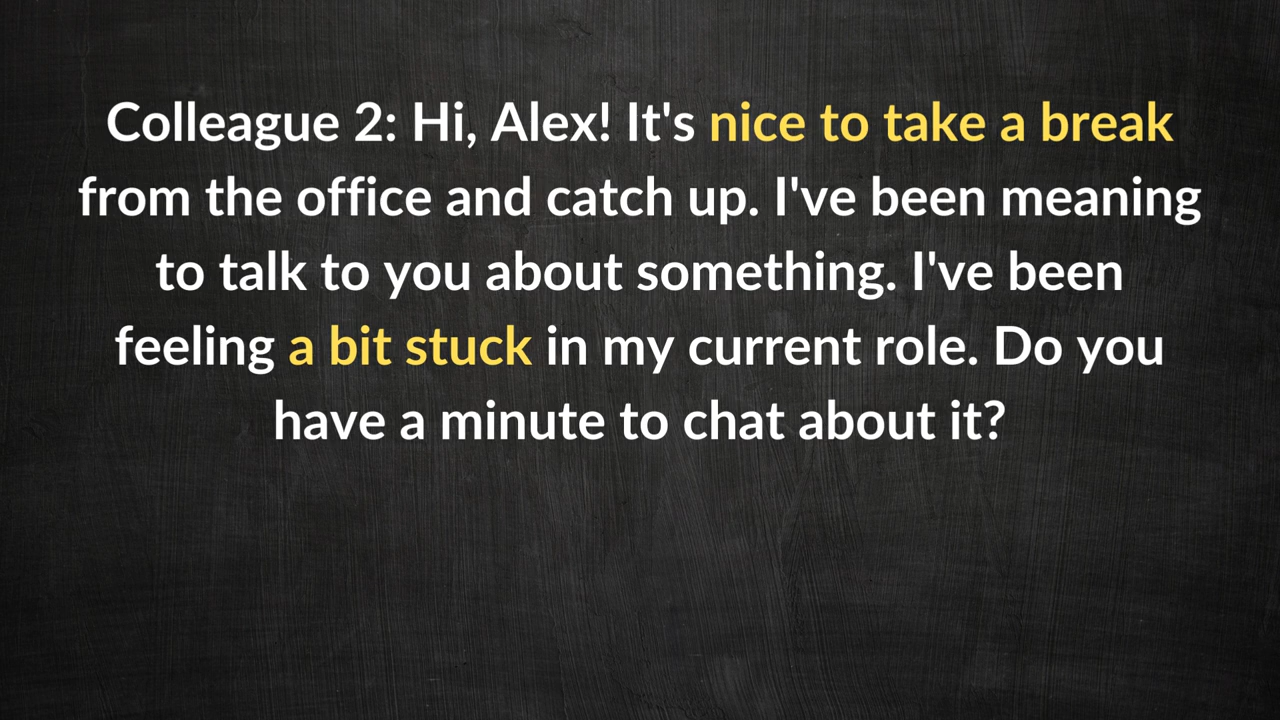 Colleague 2: Hi, Alex! It's nice to take a break
from the office and catch up. I've been meaning
to talk to you about something. I've been
feeling a bit stuck in my current role. Do you
have a minute to chat about it?